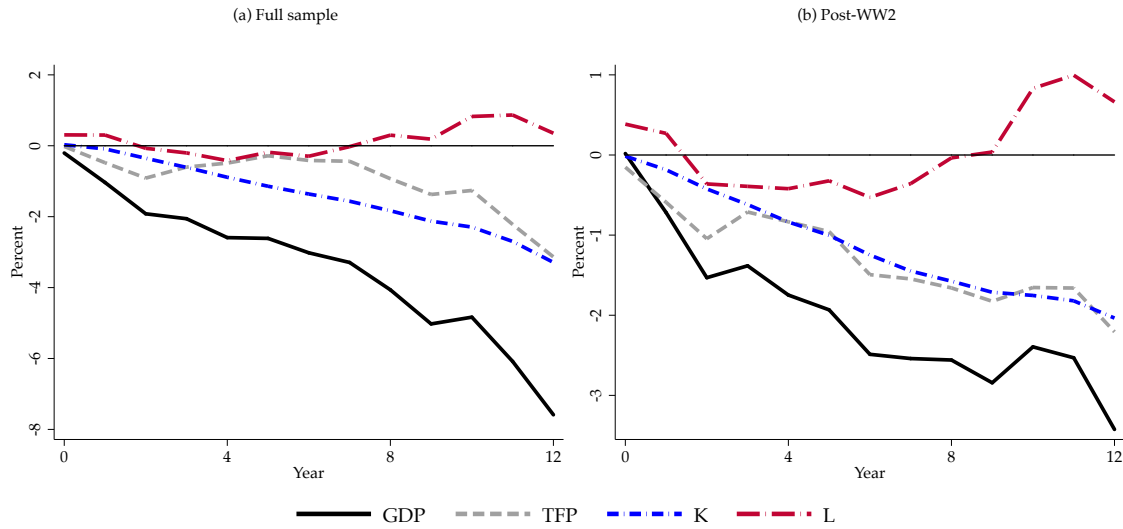 (a) Full sample
2
0
-2
-4
-6
-8
Percent
0 4 8 12
Year
(b) Post-WW2
1
0
-1
-2
-3
Percent
0 4 8 12
Year
GDP TFP K L